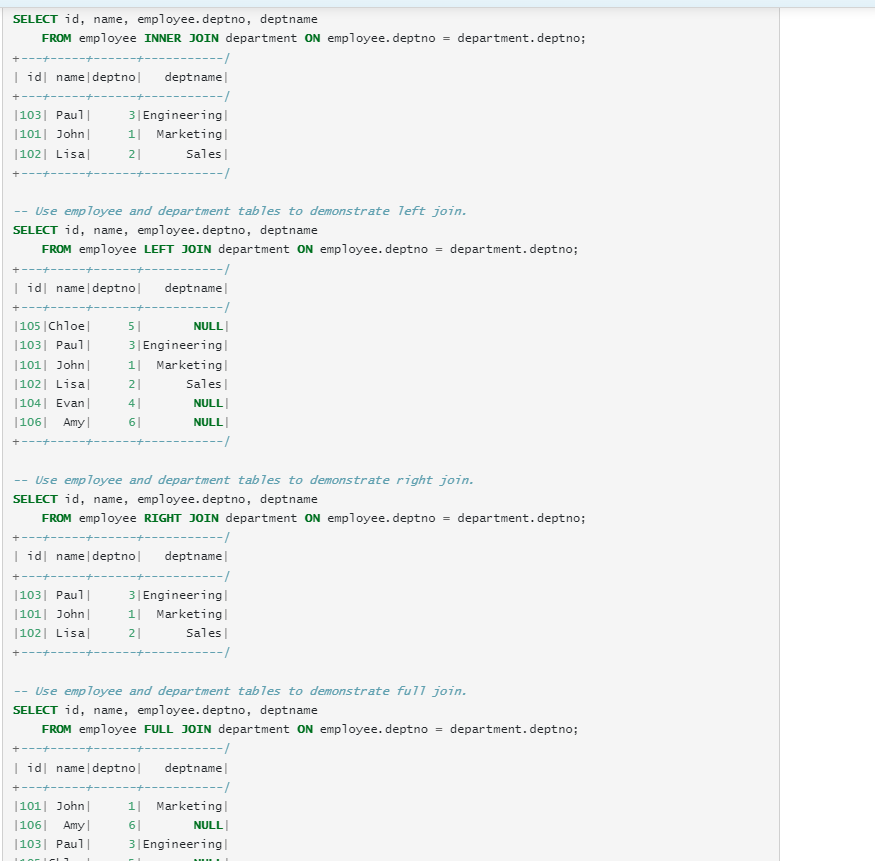 SELECT id, name, employee.deptno, deptname
    FROM employee INNER JOIN department ON employee.deptno = department.deptno;
+---+-----+------+-----------/
| id| name|deptno|   deptname|
+---+-----+------+-----------/
|103| Paul|     3|Engineering|
|101| John|     1|  Marketing|
|102| Lisa|     2|      Sales|
+---+-----+------+-----------/

-- Use employee and department tables to demonstrate left join.
SELECT id, name, employee.deptno, deptname
    FROM employee LEFT JOIN department ON employee.deptno = department.deptno;
+---+-----+------+-----------/
| id| name|deptno|   deptname|
+---+-----+------+-----------/
|105|Chloe|     5|       NULL|
|103| Paul|     3|Engineering|
|101| John|     1|  Marketing|
|102| Lisa|     2|      Sales|
|104| Evan|     4|       NULL|
|106|  Amy|     6|       NULL|
+---+-----+------+-----------/

-- Use employee and department tables to demonstrate right join.
SELECT id, name, employee.deptno, deptname
    FROM employee RIGHT JOIN department ON employee.deptno = department.deptno;
+---+-----+------+-----------/
| id| name|deptno|   deptname|
+---+-----+------+-----------/
|103| Paul|     3|Engineering|
|101| John|     1|  Marketing|
|102| Lisa|     2|      Sales|
+---+-----+------+-----------/

-- Use employee and department tables to demonstrate full join.
SELECT id, name, employee.deptno, deptname
    FROM employee FULL JOIN department ON employee.deptno = department.deptno;
+---+-----+------+-----------/
| id| name|deptno|   deptname|
+---+-----+------+-----------/
|101| John|     1|  Marketing|
|106|  Amy|     6|       NULL|
|103| Paul|     3|Engineering|